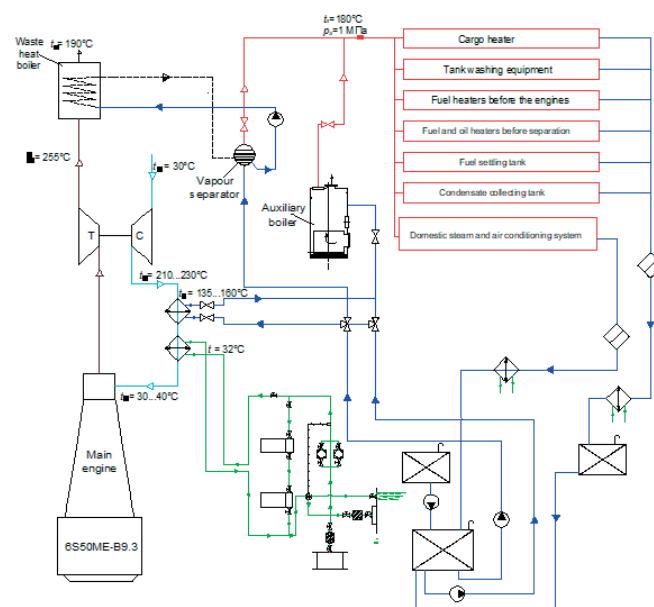 Waste
heat
boiler
= 190°C
tₛ = 180°C
pₛ = 1 МПа
Cargo heater
Tank washing equipment
Fuel heaters before the engines
Fuel and oil heaters before separation
Fuel settling tank
Condensate collecting tank
Domestic steam and air conditioning system
= 255°C
= 30°C
Vapour
separator
Auxiliary
boiler
T
C
= 210...230°C
= 135...160°C
t = 32°C
= 30...40°C
Main
engine
6S50ME-B9.3